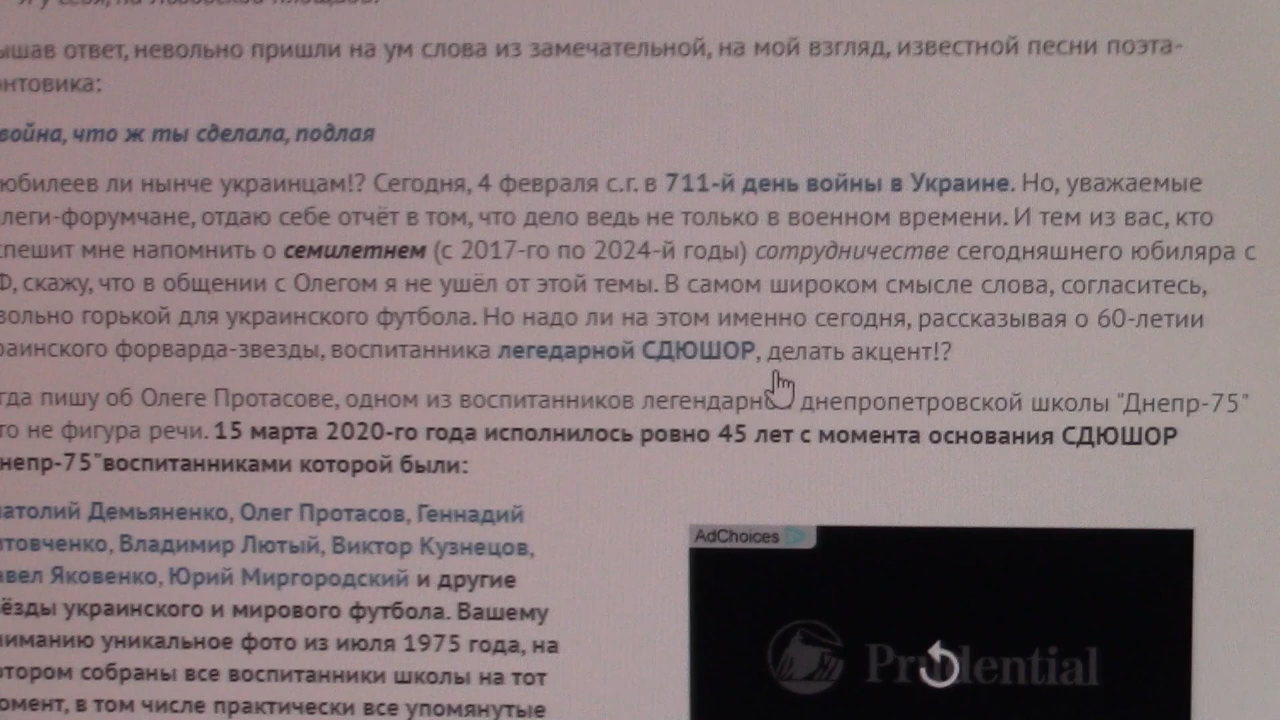 ышав ответ, невольно пришли на ум слова из замечательной, на мой взгляд, известной песни поэта-
онтовика:
война, что ж ты сделала, подлая
юбилеев ли нынче украинцам!? Сегодня, 4 февраля с.г. в 711-й день войны в Украине. Но, уважаемые
леги-форумчане, отдаю себе отчёт в том, что дело ведь не только в военном времени. И тем из вас, кто
спешит мне напомнить о семилетнем (с 2017-го по 2024-й годы) сотрудничестве сегодняшнего юбиляра с
Ф, скажу, что в общении с Олегом я не ушёл от этой темы. В самом широком смысле слова, согласитесь,
вольно горькой для украинского футбола. Но надо ли на этом именно сегодня, рассказывая о 60-летии
раинского форварда-звезды, воспитанника легедарной СДЮШОР, делать акцент!?
гда пишу об Олеге Протасове, одном из воспитанников легендарн днепропетровской школы "Днепр-75"
то не фигура речи. 15 марта 2020-го года исполнилось ровно 45 лет с момента основания СДЮШОР
непр-75"воспитанниками которой были:
атолий Демьяненко, Олег Протасов, Геннадий
товченко, Владимир Лютый, Виктор Кузнецов,
авел Яковенко, Юрий Миргородский и другие
ёзды украинского и мирового футбола. Вашему
ниманию уникальное фото из июля 1975 года, на
отором собраны все воспитанники школы на тот
омент, в том числе практически все упомянутые
AdChoices
Prudential